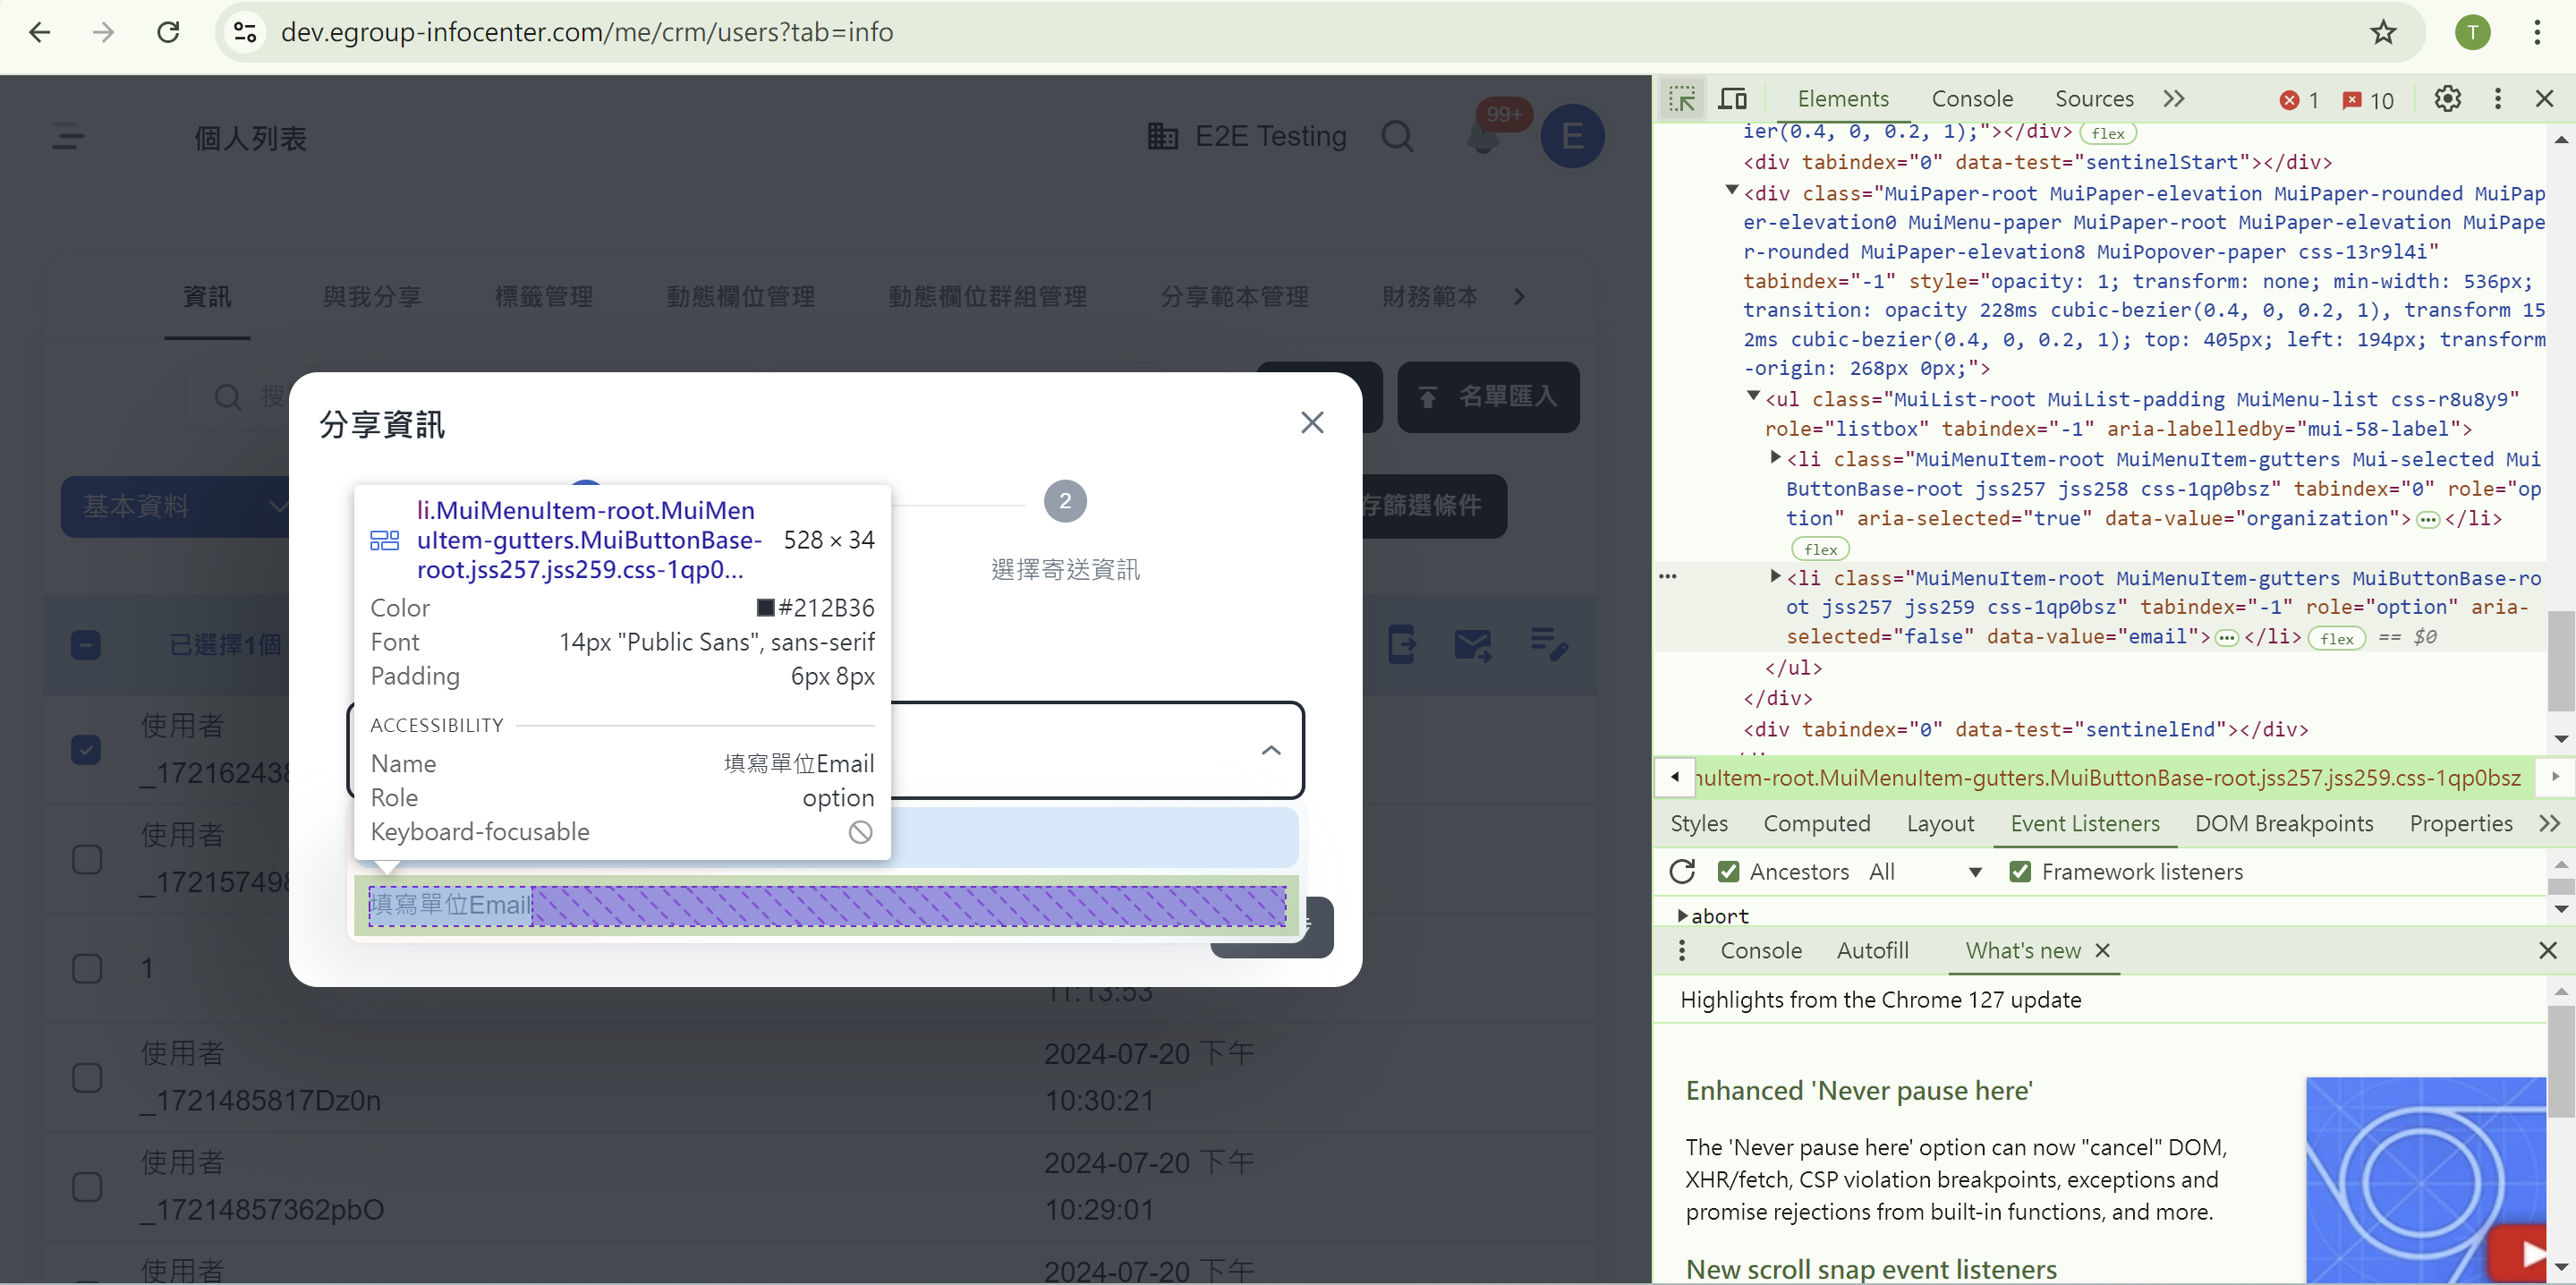 dev.egroup-infocenter.com/me/crm/users?tab=info
T
個人列表
E2E Testing
99+
E
資訊 與我分享 標籤管理 動態欄位管理 動態欄位群組管理 分享範本管理 財務範本
搜
名單匯入
基本資料
存篩選條件
已選擇1個
分享資訊
2
選擇寄送資訊
li.MuiMenuItem-root.MuiMen
uItem-gutters.MuiButtonBase-
root.jss257.jss259.css-1qp0...
528 × 34
Color #212B36
Font 14px "Public Sans", sans-serif
Padding 6px 8px
ACCESSIBILITY
Name 填寫單位Email
Role option
Keyboard-focusable
填寫單位Email
使用者
_172162438
使用者
_172157498
1
11:13:53
使用者
_1721485817Dz0n
2024-07-20 下午
10:30:21
使用者
_17214857362pbO
2024-07-20 下午
10:29:01
使用者
2024-07-20 下午
Elements Console Sources 1 10
ier(0.4, 0, 0.2, 1);"></div> flex
<div tabindex="0" data-test="sentinelStart"></div>
<div class="MuiPaper-root MuiPaper-elevation MuiPaper-rounded MuiPap
er-elevation0 MuiMenu-paper MuiPaper-root MuiPaper-elevation MuiPape
r-rounded MuiPaper-elevation8 MuiPopover-paper css-13r9l4i"
tabindex="-1" style="opacity: 1; transform: none; min-width: 536px;
transition: opacity 228ms cubic-bezier(0.4, 0, 0.2, 1), transform 15
2ms cubic-bezier(0.4, 0, 0.2, 1); top: 405px; left: 194px; transform
-origin: 268px 0px;">
<ul class="MuiList-root MuiList-padding MuiMenu-list css-r8u8y9"
role="listbox" tabindex="-1" aria-labelledby="mui-58-label">
<li class="MuiMenuItem-root MuiMenuItem-gutters Mui-selected Mui
ButtonBase-root jss257 jss258 css-1qp0bsz" tabindex="0" role="op
tion" aria-selected="true" data-value="organization"> … </li>
flex
<li class="MuiMenuItem-root MuiMenuItem-gutters MuiButtonBase-ro
ot jss257 jss259 css-1qp0bsz" tabindex="-1" role="option" aria-
selected="false" data-value="email"> … </li> flex == $0
</ul>
</div>
<div tabindex="0" data-test="sentinelEnd"></div>
nuItem-root.MuiMenuItem-gutters.MuiButtonBase-root.jss257.jss259.css-1qp0bsz
Styles Computed Layout Event Listeners DOM Breakpoints Properties
Ancestors All Framework listeners
abort
Console Autofill What's new
Highlights from the Chrome 127 update
Enhanced 'Never pause here'
The 'Never pause here' option can now "cancel" DOM,
XHR/fetch, CSP violation breakpoints, exceptions and
promise rejections from built-in functions, and more.
New scroll snap event listeners